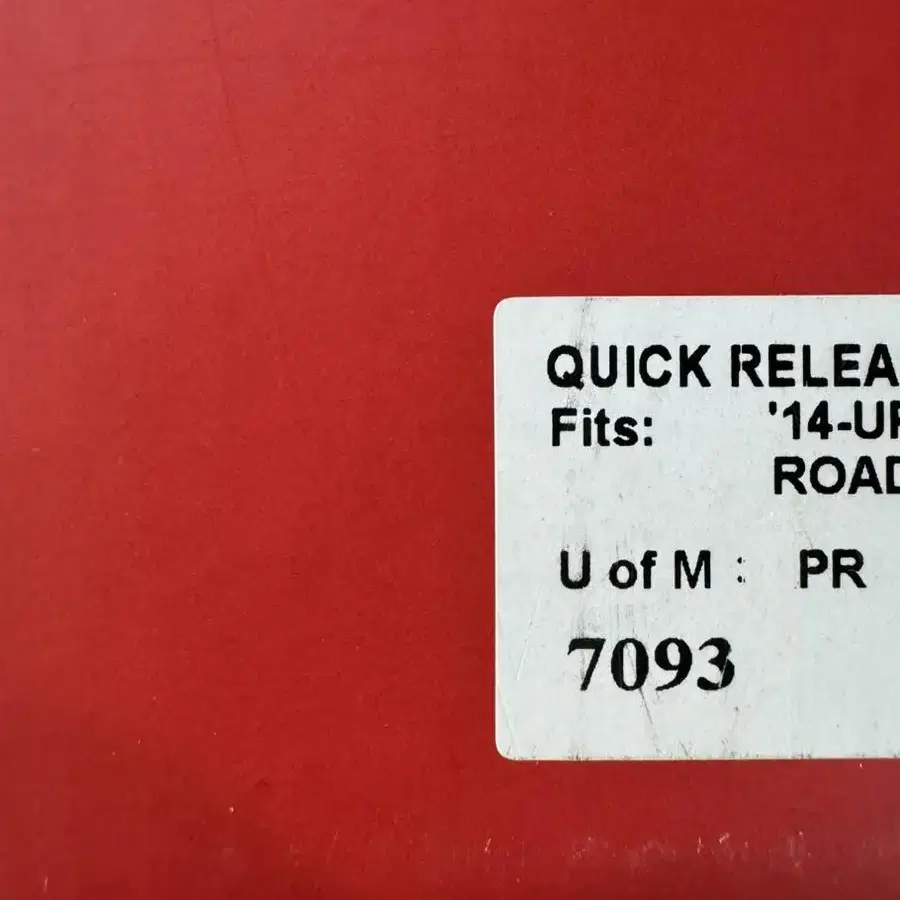 QUICK RELEA
Fits: '14-UP
ROAD
U of M : PR
7093